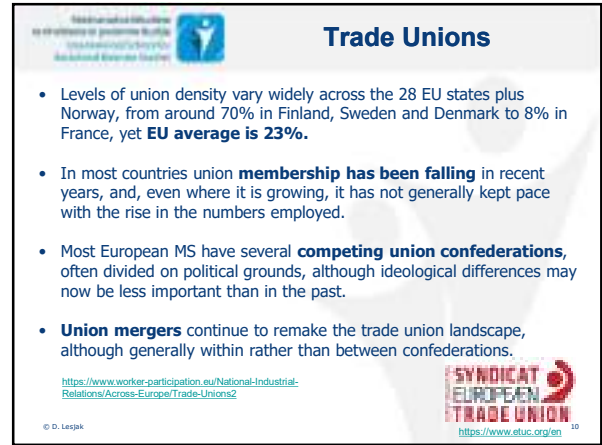 Trade Unions
• Levels of union density vary widely across the 28 EU states plus
Norway, from around 70% in Finland, Sweden and Denmark to 8% in
France, yet EU average is 23%.
• In most countries union membership has been falling in recent
years, and, even where it is growing, it has not generally kept pace
with the rise in the numbers employed.
• Most European MS have several competing union confederations,
often divided on political grounds, although ideological differences may
now be less important than in the past.
• Union mergers continue to remake the trade union landscape,
although generally within rather than between confederations.
https://www.worker-participation.eu/National-Industrial-
Relations/Across-Europe/Trade-Unions2
SYNDICAT
EUROPÉEN
TRADE UNION
https://www.etuc.org/en
© D. Lesjak
10